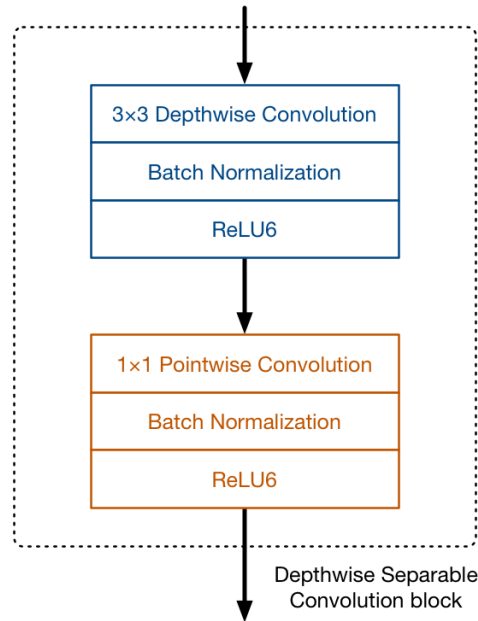 3×3 Depthwise Convolution
Batch Normalization
ReLU6
1×1 Pointwise Convolution
Batch Normalization
ReLU6
Depthwise Separable
Convolution block